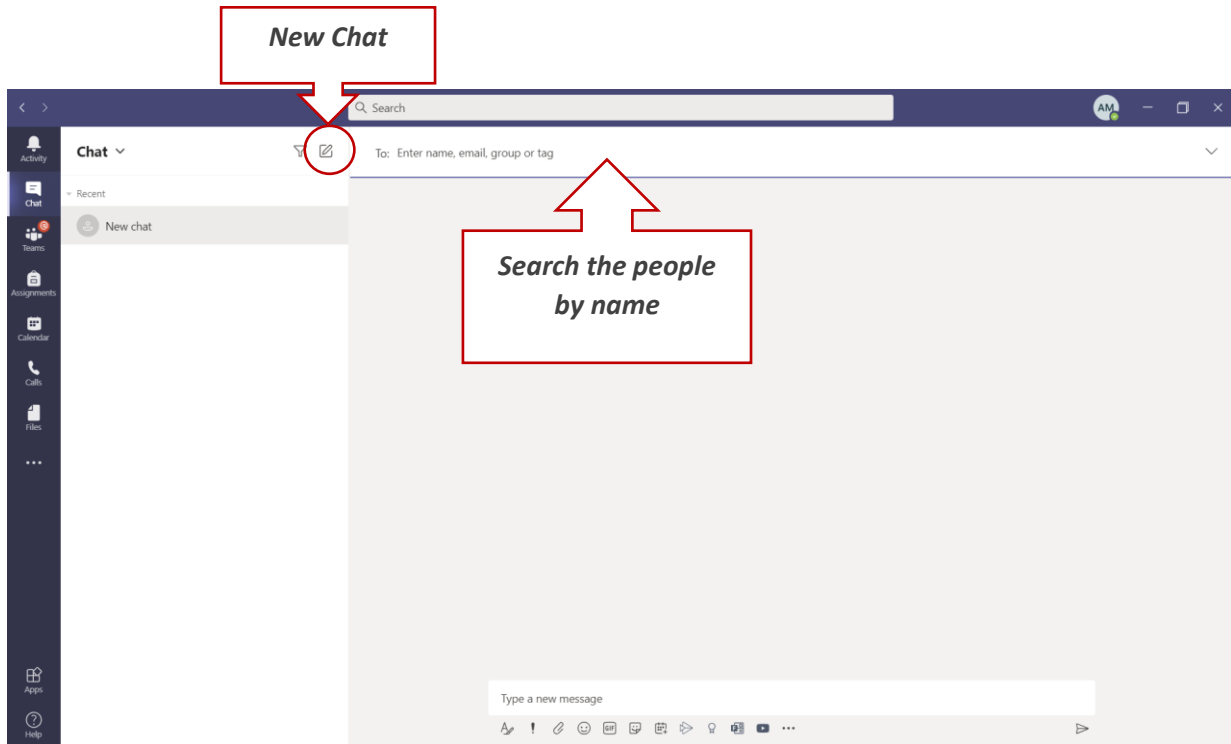 New Chat
Search
AM
Activity
Chat
To: Enter name, email, group or tag
Chat
Recent
New chat
Teams
Search the people
by name
Assignments
Calendar
Calls
Files
Apps
Type a new message
GIF
Help